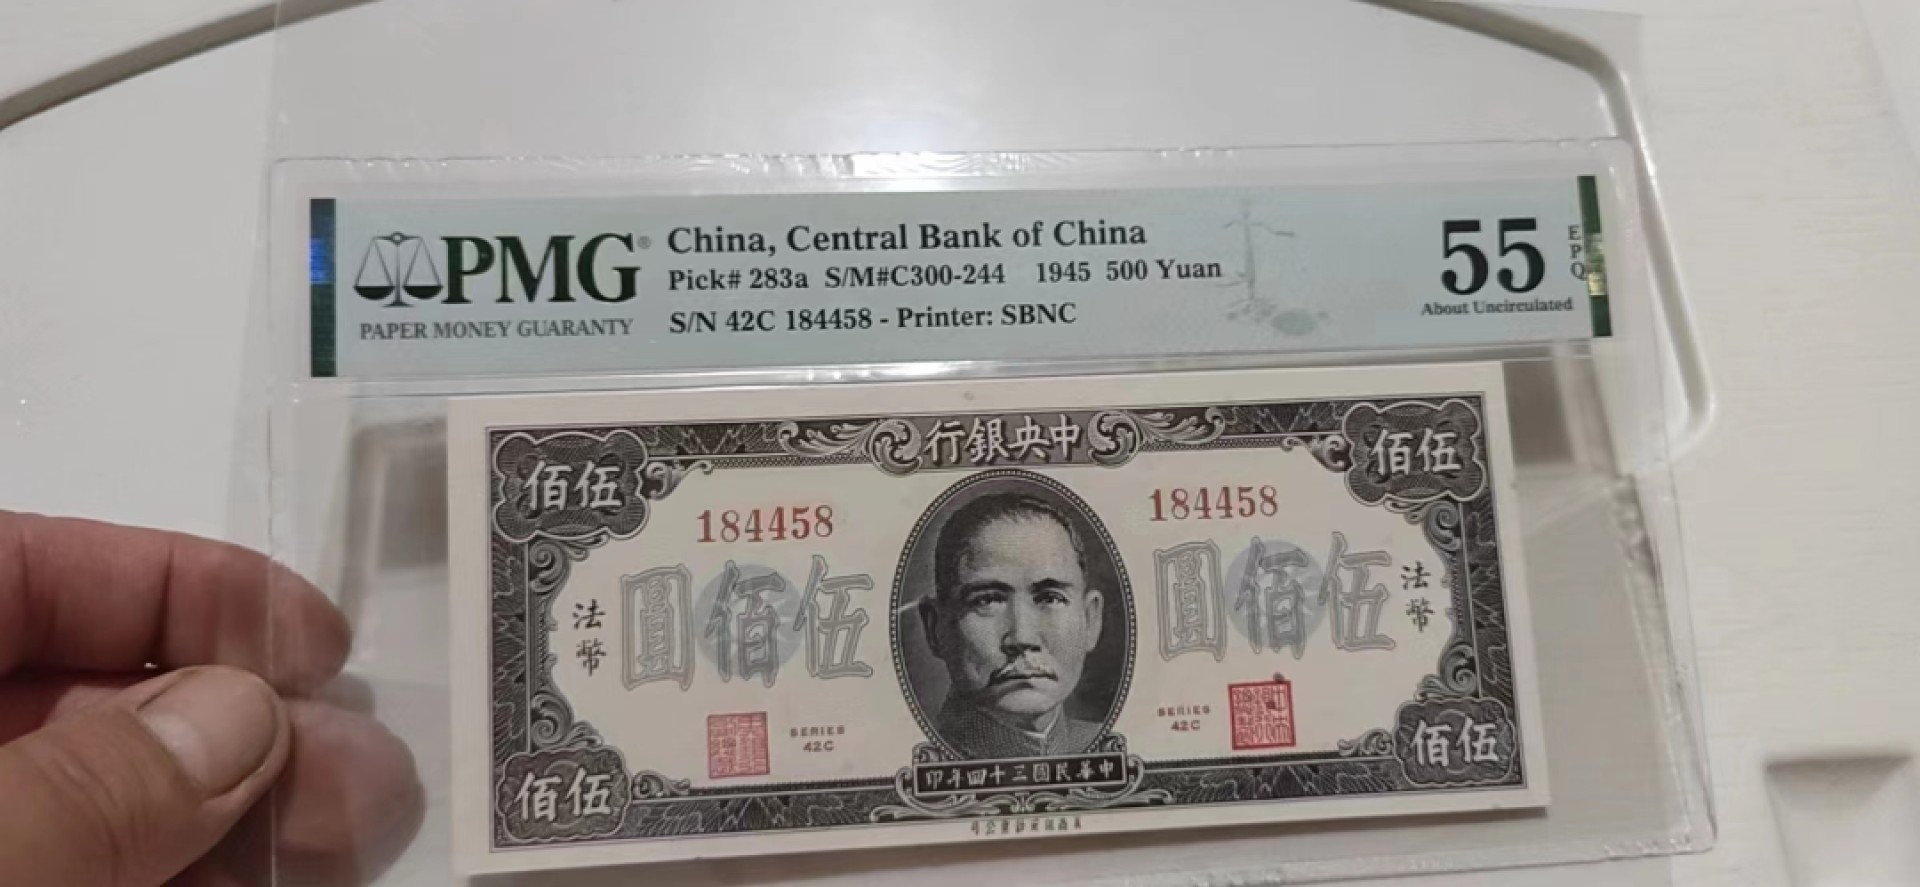 PMG®
PAPER MONEY GUARANTY
China, Central Bank of China
Pick# 283a S/M#C300-244 1945 500 Yuan
S/N 42C 184458 - Printer: SBNC
55
EPQ
About Uncirculated
行銀央中
佰伍
佰伍
184458
184458
圓佰伍
圓佰伍
法幣
法幣
SERIES
42C
SERIES
42C
佰伍
佰伍
印年四十三國民華中